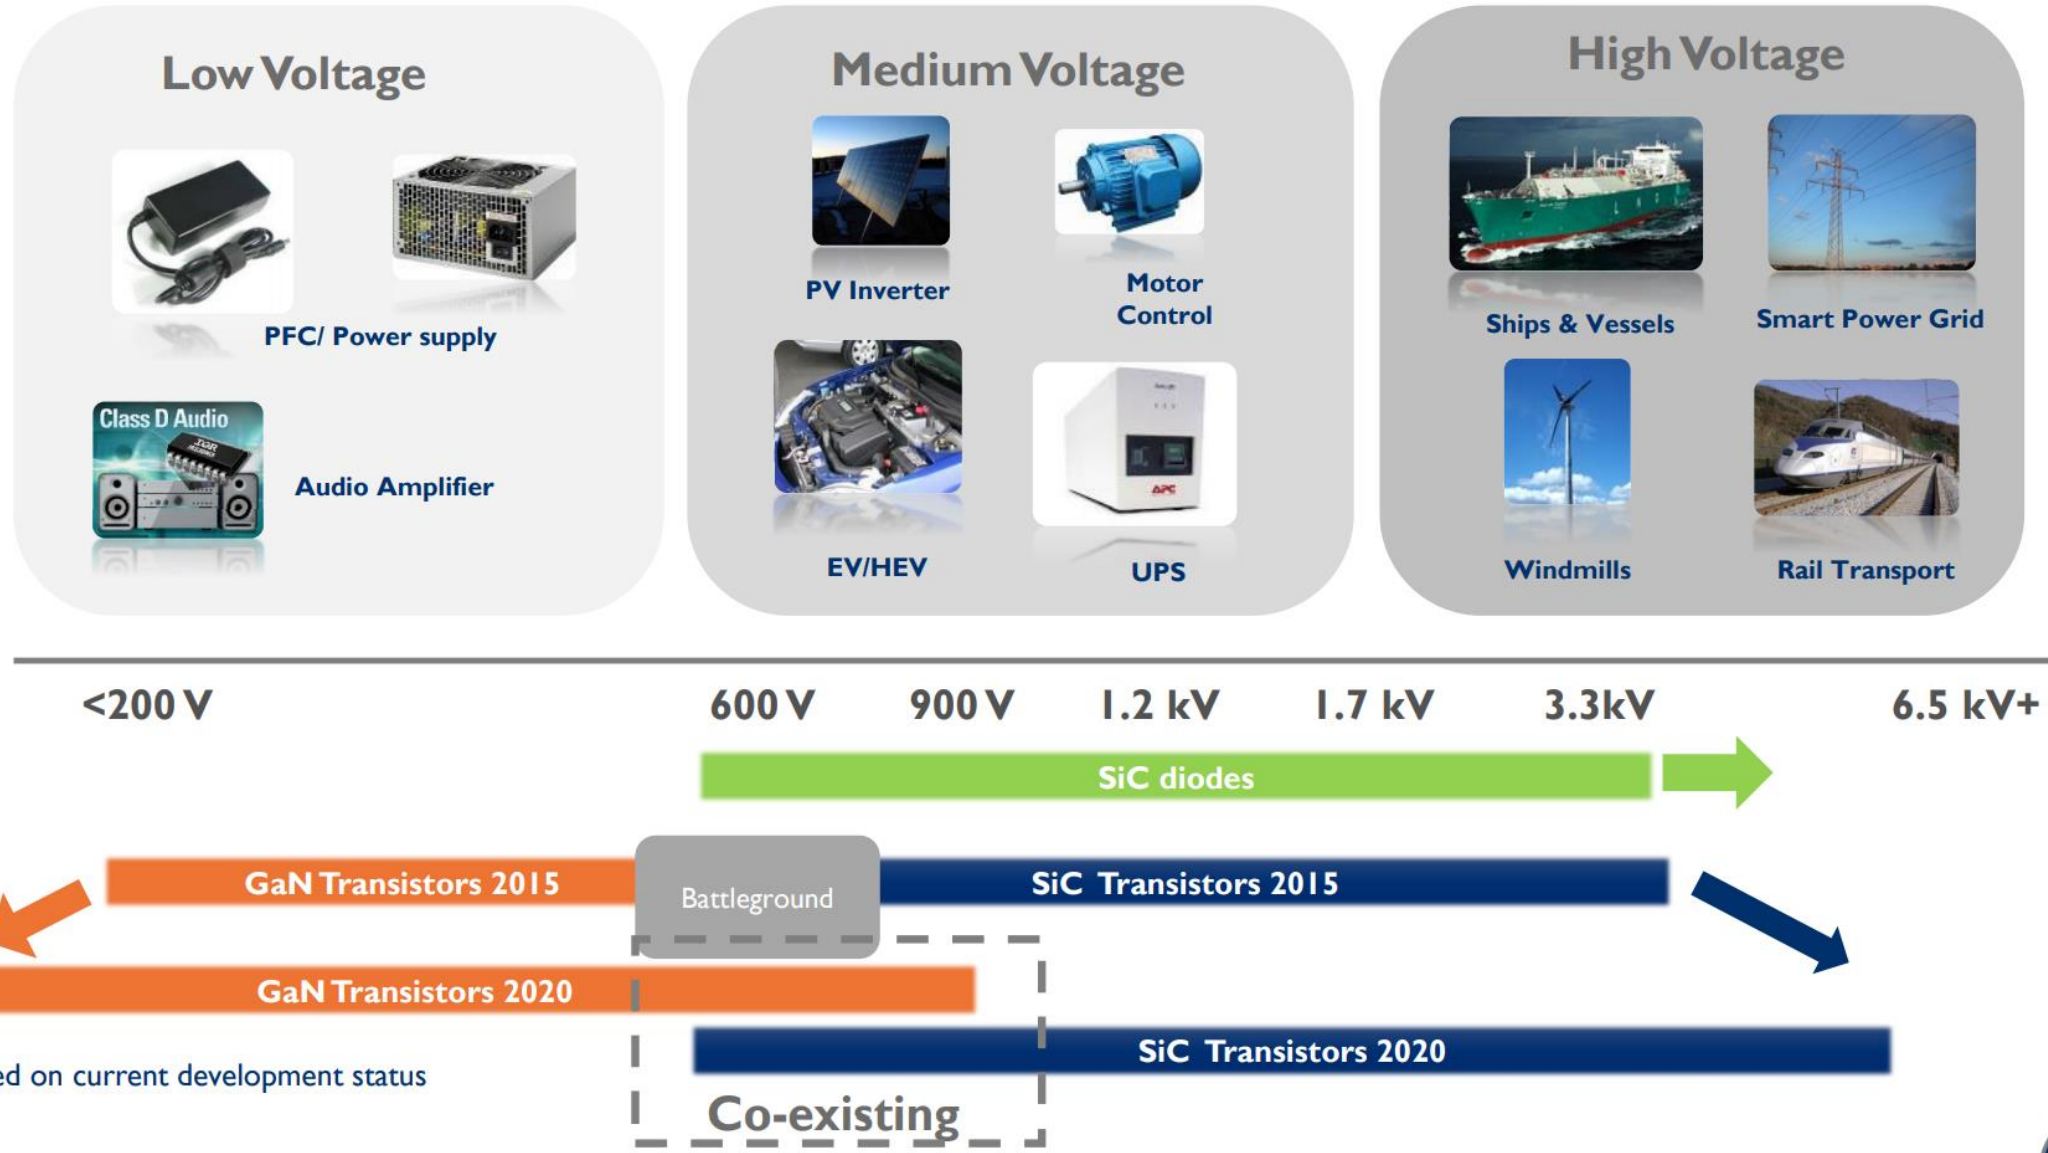 Low Voltage
Medium Voltage
High Voltage
PV Inverter
Motor
Control
PFC/ Power supply
Ships & Vessels
Smart Power Grid
Class D Audio
IOR
Audio Amplifier
APC
EV/HEV
UPS
Windmills
Rail Transport
<200 V
600 V
900 V
1.2 kV
1.7 kV
3.3kV
6.5 kV+
SiC diodes
GaN Transistors 2015
Battleground
SiC Transistors 2015
GaN Transistors 2020
SiC Transistors 2020
ed on current development status
Co-existing